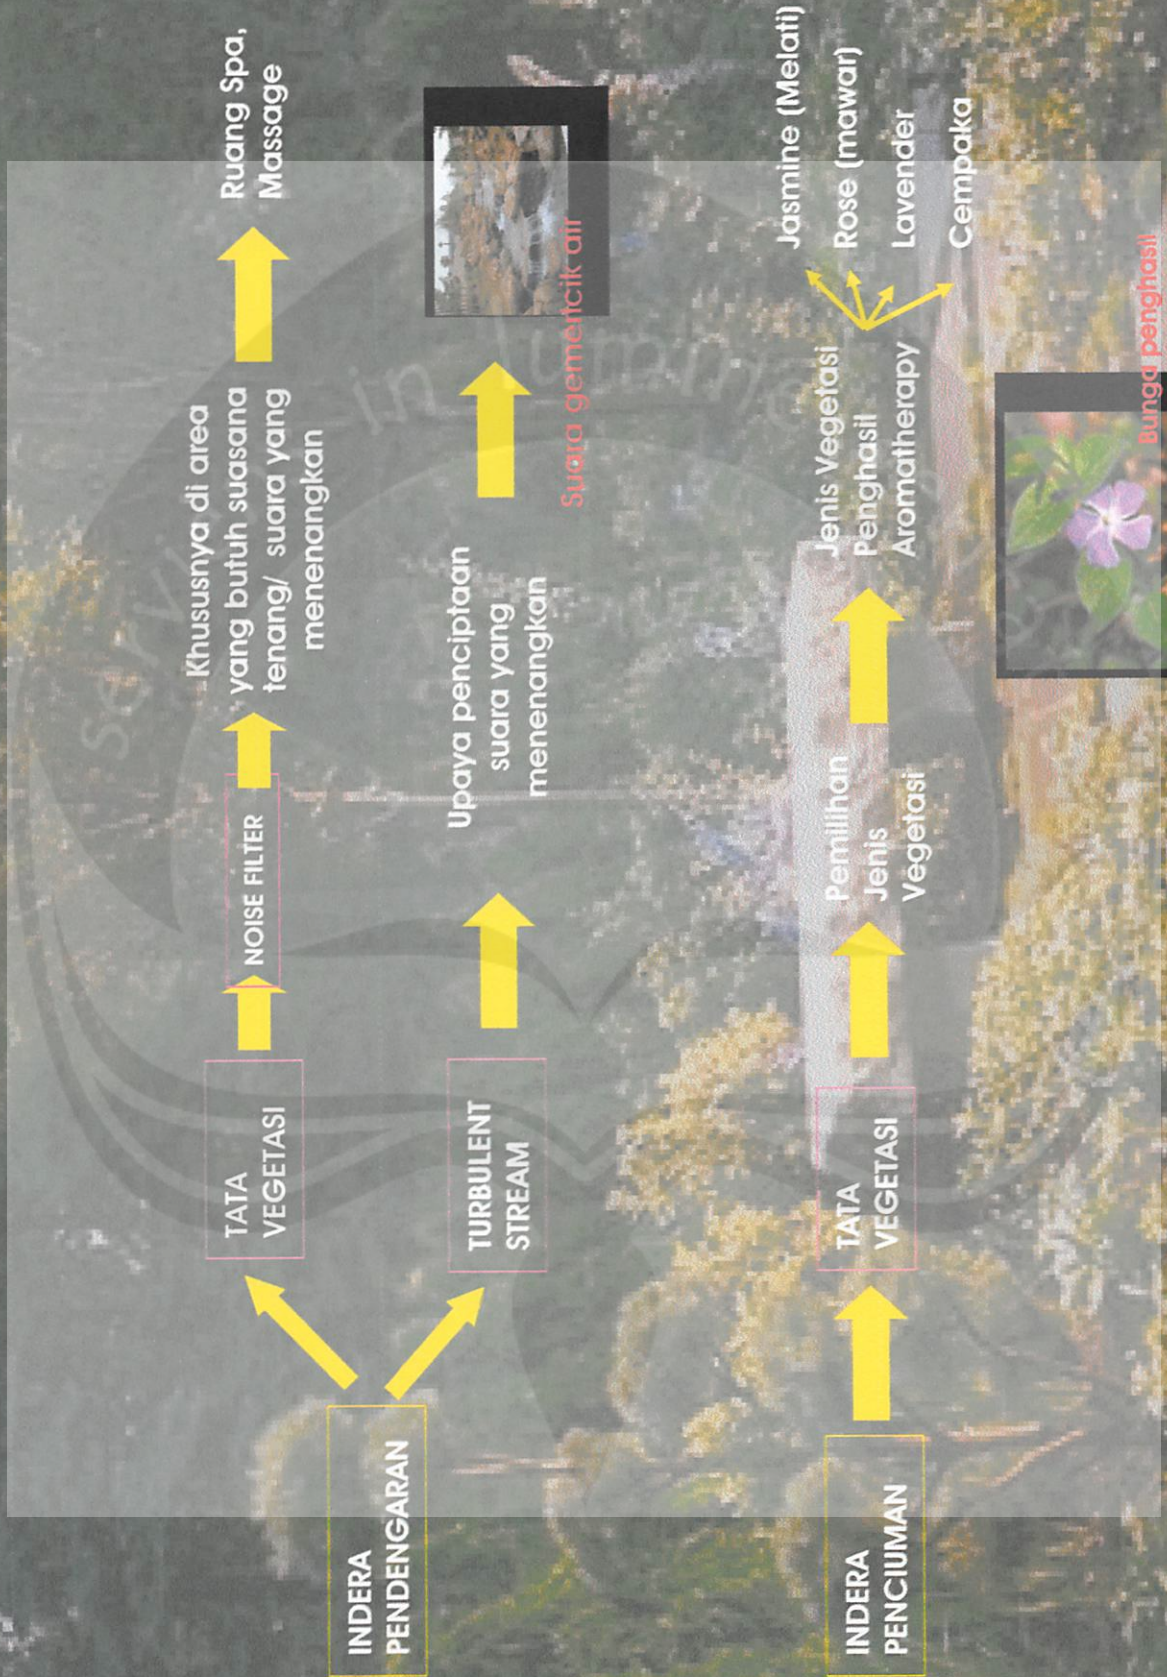 INDERA
PENDENGARAN
TATA
VEGETASI
NOISE FILTER
Khususnya di area
yang butuh suasana
tenang/ suara yang
menenangkan
Ruang Spa,
Massage
TURBULENT
STREAM
Upaya penciptaan
suara yang
menenangkan
Suara gemericik air
INDERA
PENCIUMAN
TATA
VEGETASI
Pemilihan
Jenis
Vegetasi
Jenis Vegetasi
Penghasil
Aromatherapy
Jasmine (Melati)
Rose (mawar)
Lavender
Cempaka
Bunga penghasil
in lumine